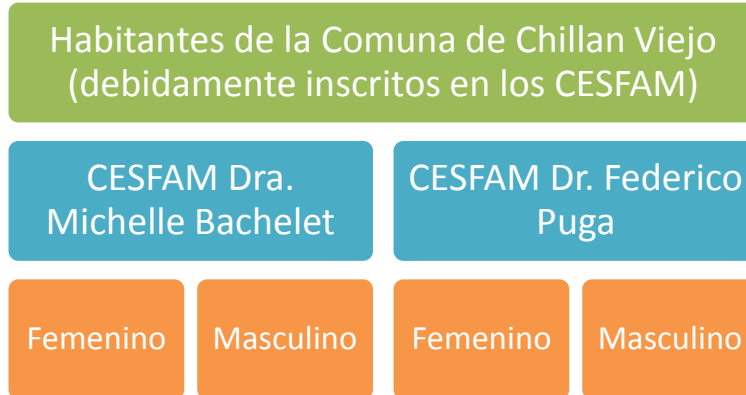 Habitantes de la Comuna de Chillan Viejo
(debidamente inscritos en los CESFAM)
CESFAM Dra.
Michelle Bachelet
CESFAM Dr. Federico
Puga
Femenino
Masculino
Femenino
Masculino